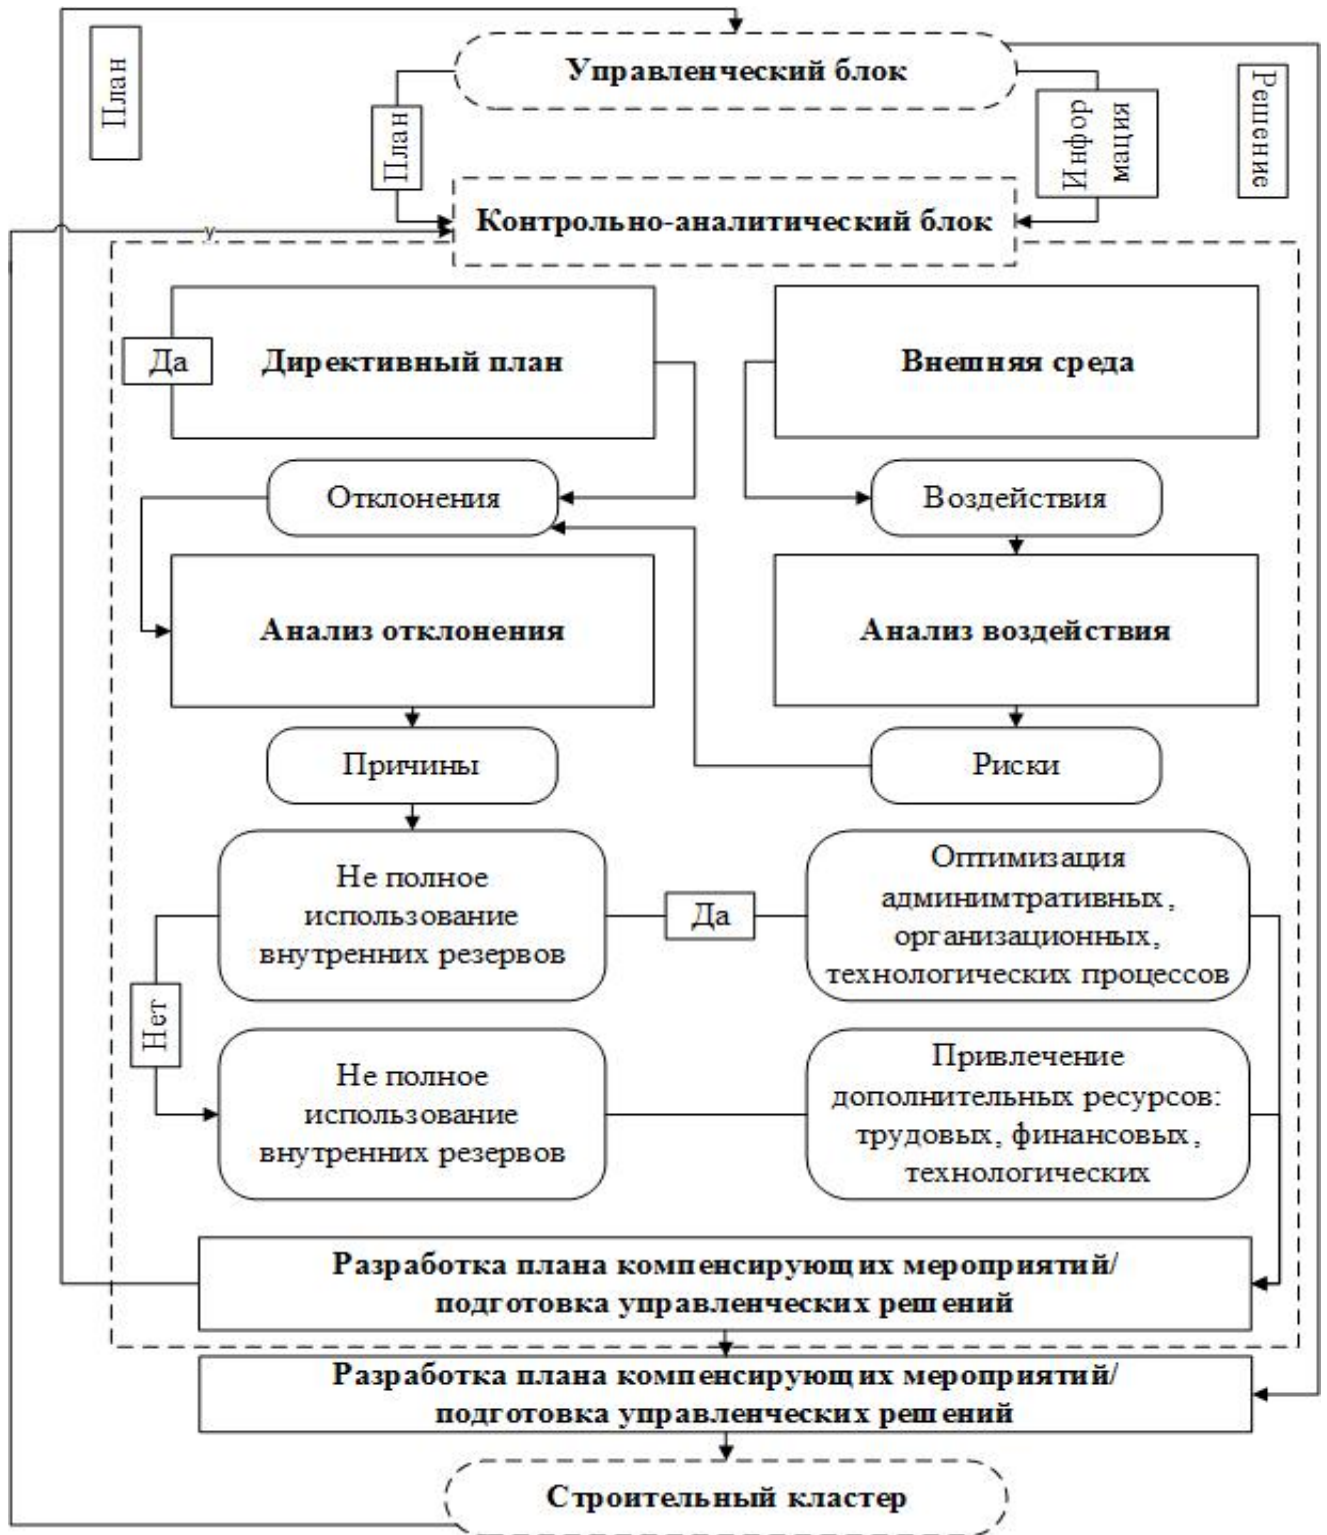 Управленческий блок
План
План
Инфор
мация
Решение
Контрольно-аналитический блок
у
Да
Директивный план
Внешняя среда
Отклонения
Воздействия
Анализ отклонения
Анализ воздействия
Причины
Риски
Не полное
использование
внутренних резервов
Да
Оптимизация
админимтративных,
организационных,
технологических процессов
Нет
Не полное
использование
внутренних резервов
Привлечение
дополнительных ресурсов:
трудовых, финансовых,
технологических
Разработка плана компенсирующих мероприятий/
подготовка управленческих решений
Разработка плана компенсирующих мероприятий/
подготовка управленческих решений
Строительный кластер